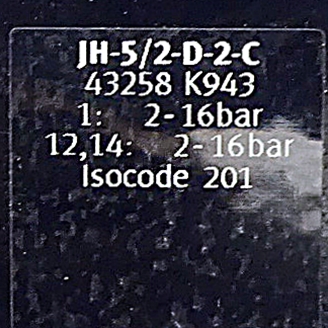 JH-5/2-D-2-C
43258 K943
1: 2-16bar
12,14: 2-16bar
Isocode 201